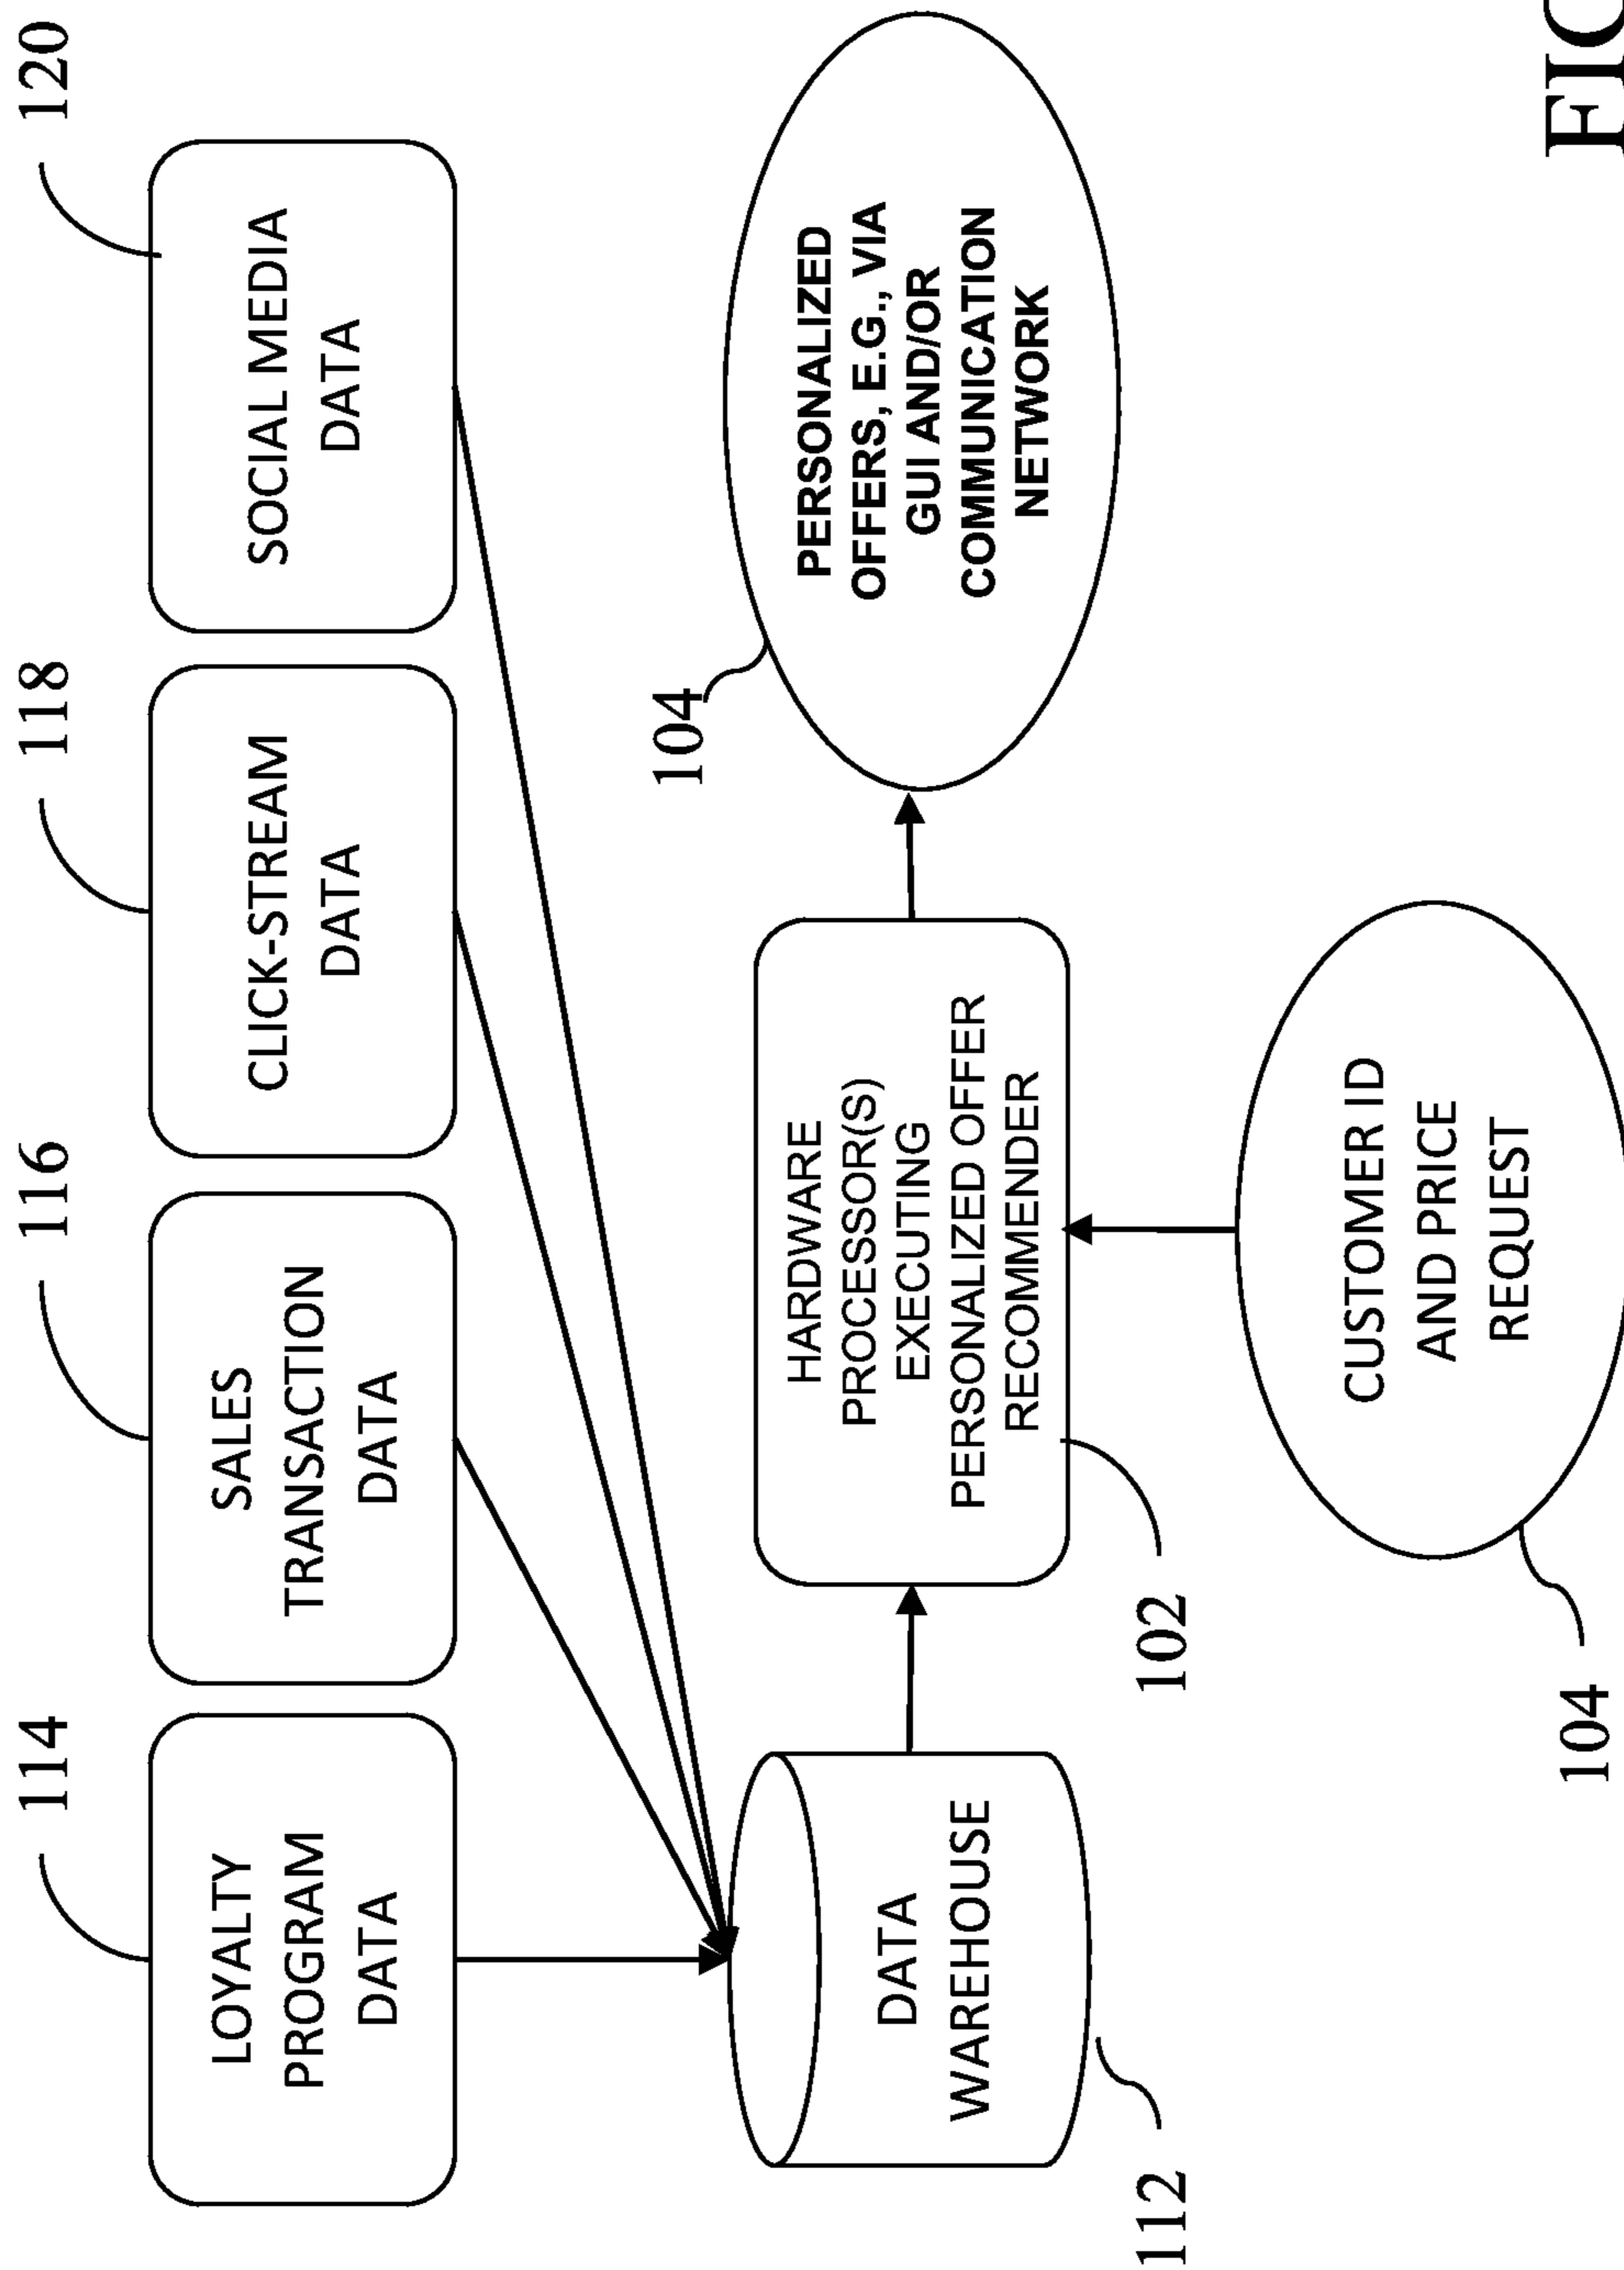 114
116
118
120
LOYALTY
PROGRAM
DATA
SALES
TRANSACTION
DATA
CLICK-STREAM
DATA
SOCIAL MEDIA
DATA
DATA
WAREHOUSE
112
HARDWARE
PROCESSOR(S)
EXECUTING
PERSONALIZED OFFER
RECOMMENDER
102
104
PERSONALIZED
OFFERS, E.G., VIA
GUI AND/OR
COMMUNICATION
NETWORK
CUSTOMER ID
AND PRICE
REQUEST
104